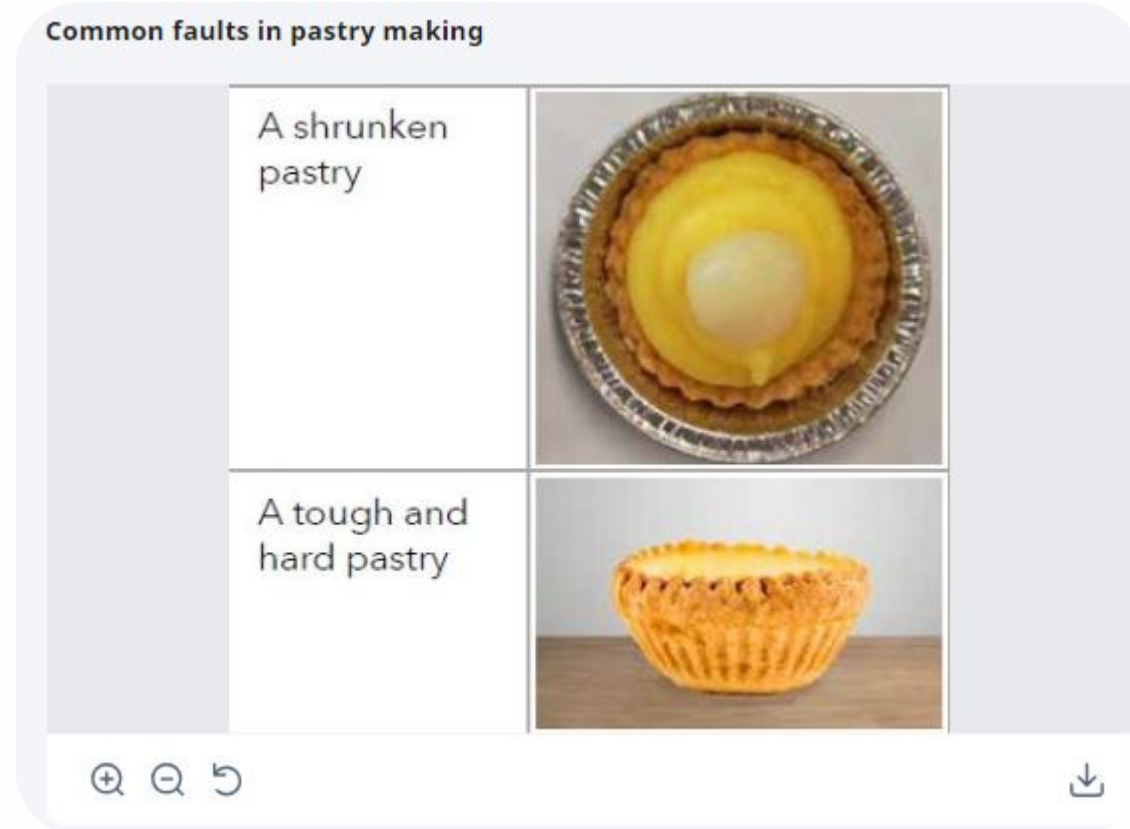 Common faults in pastry making
A shrunken
pastry
A tough and
hard pastry